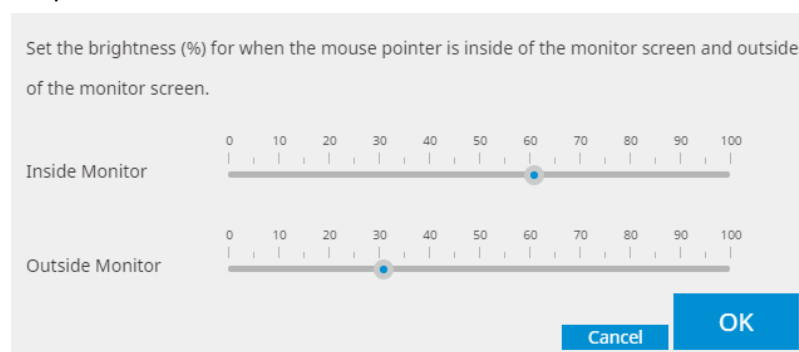 Set the brightness (%) for when the mouse pointer is inside of the monitor screen and outside
of the monitor screen.
0 10 20 30 40 50 60 70 80 90 100
Inside Monitor
0 10 20 30 40 50 60 70 80 90 100
Outside Monitor
Cancel OK